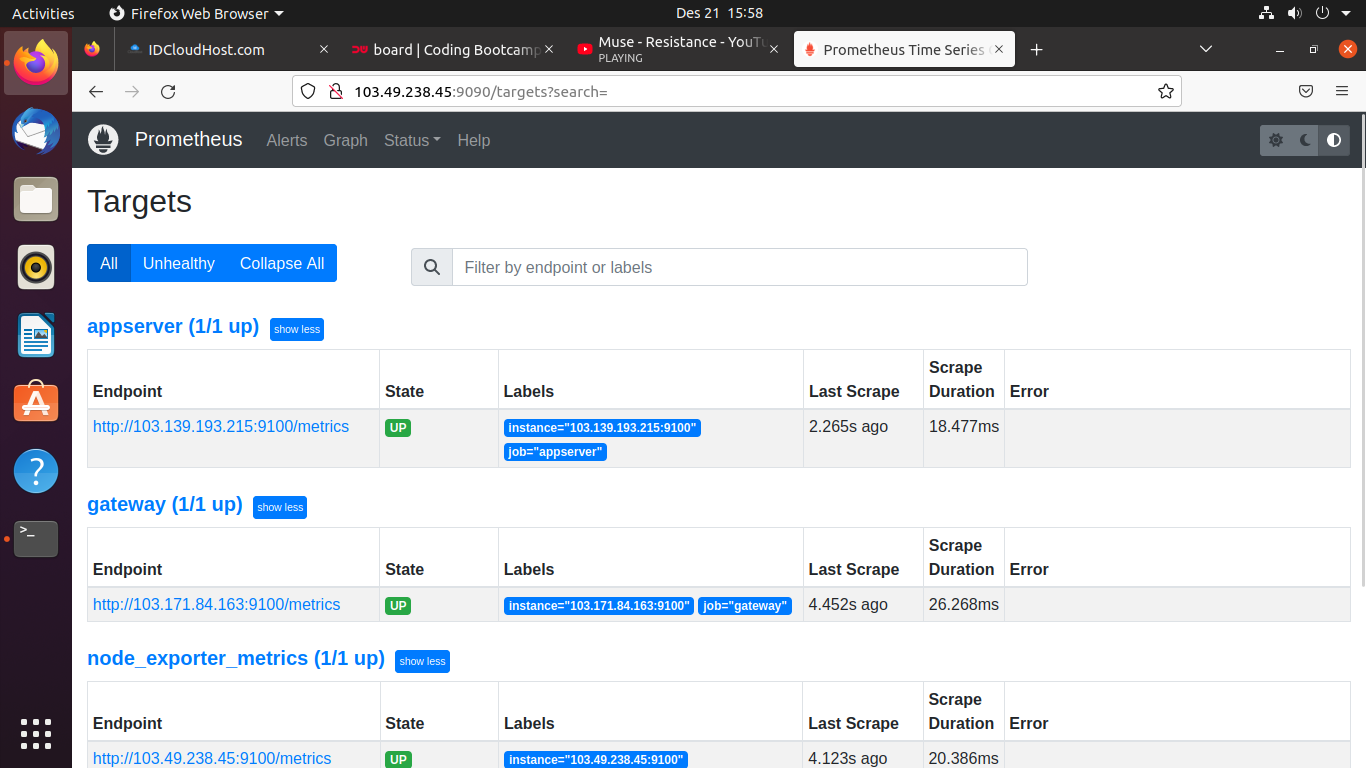 Activities Firefox Web Browser Des 21 15:58
IDCloudHost.com board | Coding Bootcamp Muse - Resistance - YouTu Prometheus Time Series
PLAYING
103.49.238.45:9090/targets?search=
Prometheus Alerts Graph Status Help
Targets
All Unhealthy Collapse All Filter by endpoint or labels
appserver (1/1 up) show less
Endpoint State Labels Last Scrape Scrape Duration Error
http://103.139.193.215:9100/metrics UP instance="103.139.193.215:9100" 2.265s ago 18.477ms
job="appserver"
gateway (1/1 up) show less
Endpoint State Labels Last Scrape Scrape Duration Error
http://103.171.84.163:9100/metrics UP instance="103.171.84.163:9100" job="gateway" 4.452s ago 26.268ms
node_exporter_metrics (1/1 up) show less
Endpoint State Labels Last Scrape Scrape Duration Error
http://103.49.238.45:9100/metrics UP instance="103.49.238.45:9100" 4.123s ago 20.386ms